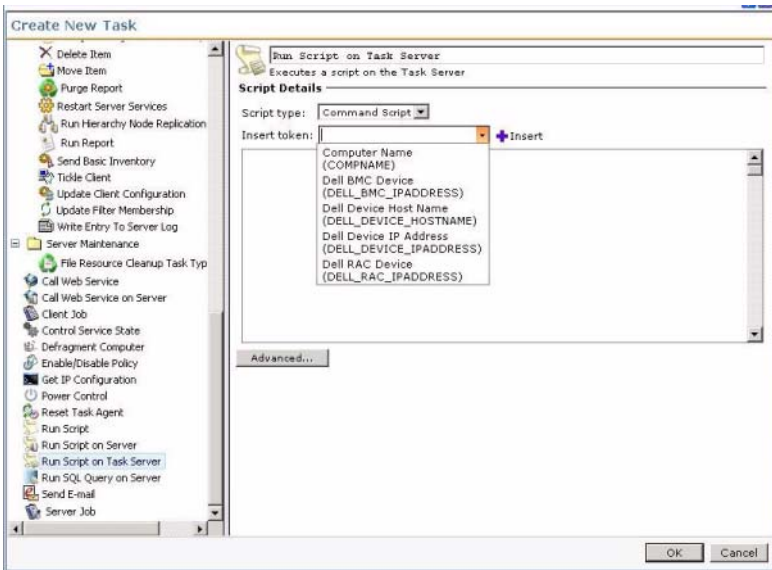 Create New Task
Delete Item
Move Item
Purge Report
Restart Server Services
Run Hierarchy Node Replication
Run Report
Send Basic Inventory
Tickle Client
Update Client Configuration
Update Filter Membership
Write Entry To Server Log
Server Maintenance
File Resource Cleanup Task Typ
Call Web Service
Call Web Service on Server
Client Job
Control Service State
Defragment Computer
Enable/Disable Policy
Get IP Configuration
Power Control
Reset Task Agent
Run Script
Run Script on Server
Run Script on Task Server
Run SQL Query on Server
Send E-mail
Server Job
Run Script on Task Server
Executes a script on the Task Server
Script Details
Script type: Command Script
Insert token: Insert
Computer Name
(COMPNAME)
Dell BMC Device
(DELL_BMC_IPADDRESS)
Dell Device Host Name
(DELL_DEVICE_HOSTNAME)
Dell Device IP Address
(DELL_DEVICE_IPADDRESS)
Dell RAC Device
(DELL_RAC_IPADDRESS)
Advanced...
OK Cancel